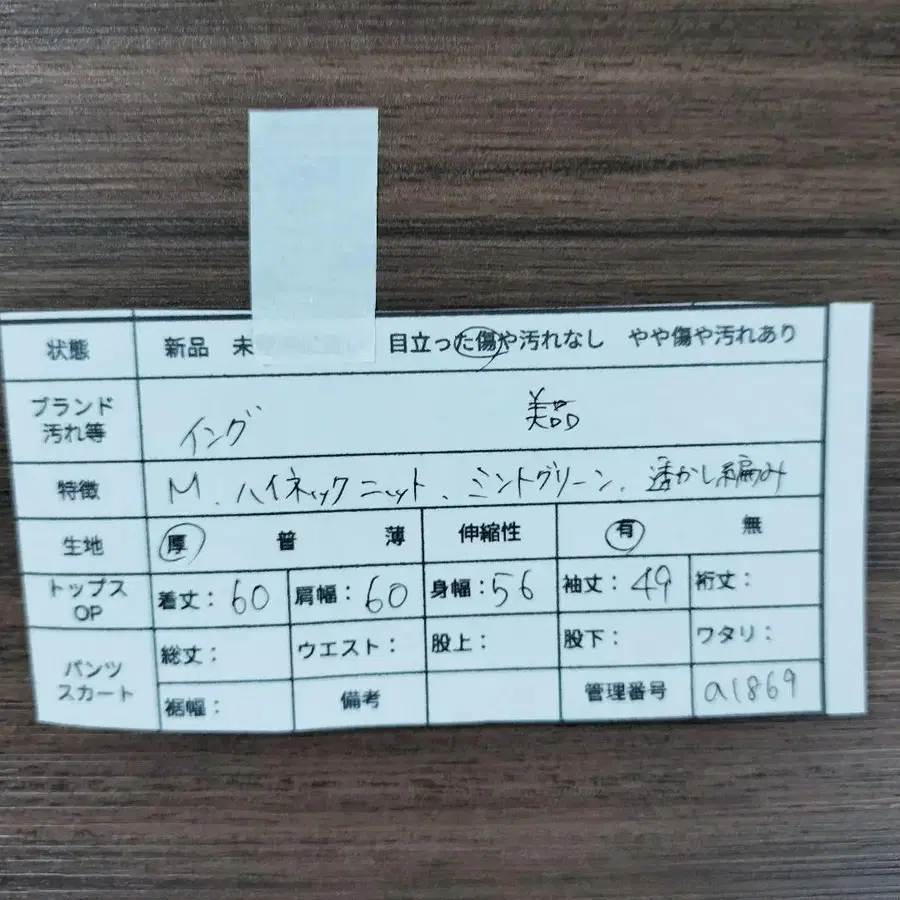 状態 新品 未 目立った傷や汚れなし やや傷や汚れあり
ブランド
汚れ等 イング 美品
特徴 M、ハイネックニット、ミントグリーン、透かし編み
生地 厚 普 薄 伸縮性 有 無
トップス
OP 着丈：60 肩幅：60 身幅：56 袖丈：49 裄丈：
パンツ
スカート 総丈： ウエスト： 股上： 股下： ワタリ：
裾幅： 備考 管理番号 a1869